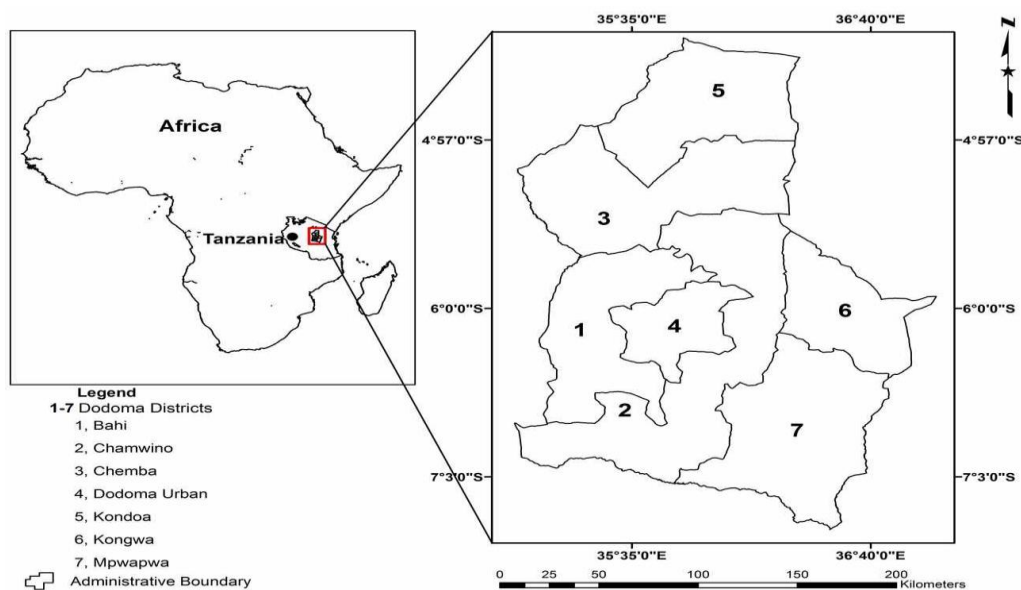 35°35'0"E 36°40'0"E
Z
Africa
Tanzania
4°57'0"S 4°57'0"S
6°0'0"S 6°0'0"S
7°3'0"S 7°3'0"S
5
3
6
1
4
2
7
35°35'0"E 36°40'0"E
Legend
1-7 Dodoma Districts
1, Bahi
2, Chamwino
3, Chemba
4, Dodoma Urban
5, Kondoa
6, Kongwa
7, Mpwapwa
Administrative Boundary
0 25 50 100 150 200
Kilometers